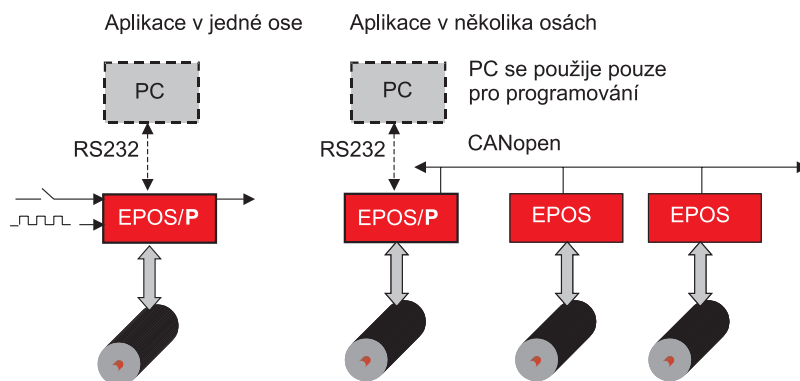 Aplikace v jedné ose
Aplikace v několika osách
PC
PC
PC se použije pouze
pro programování
RS232
RS232
CANopen
EPOS/P
EPOS/P
EPOS
EPOS